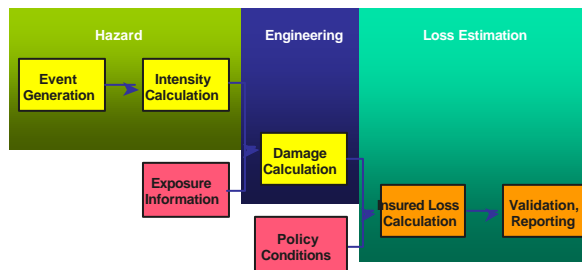 Hazard
Engineering
Loss Estimation
Event
Generation
Intensity
Calculation
Damage
Calculation
Exposure
Information
Insured Loss
Calculation
Validation,
Reporting
Policy
Conditions